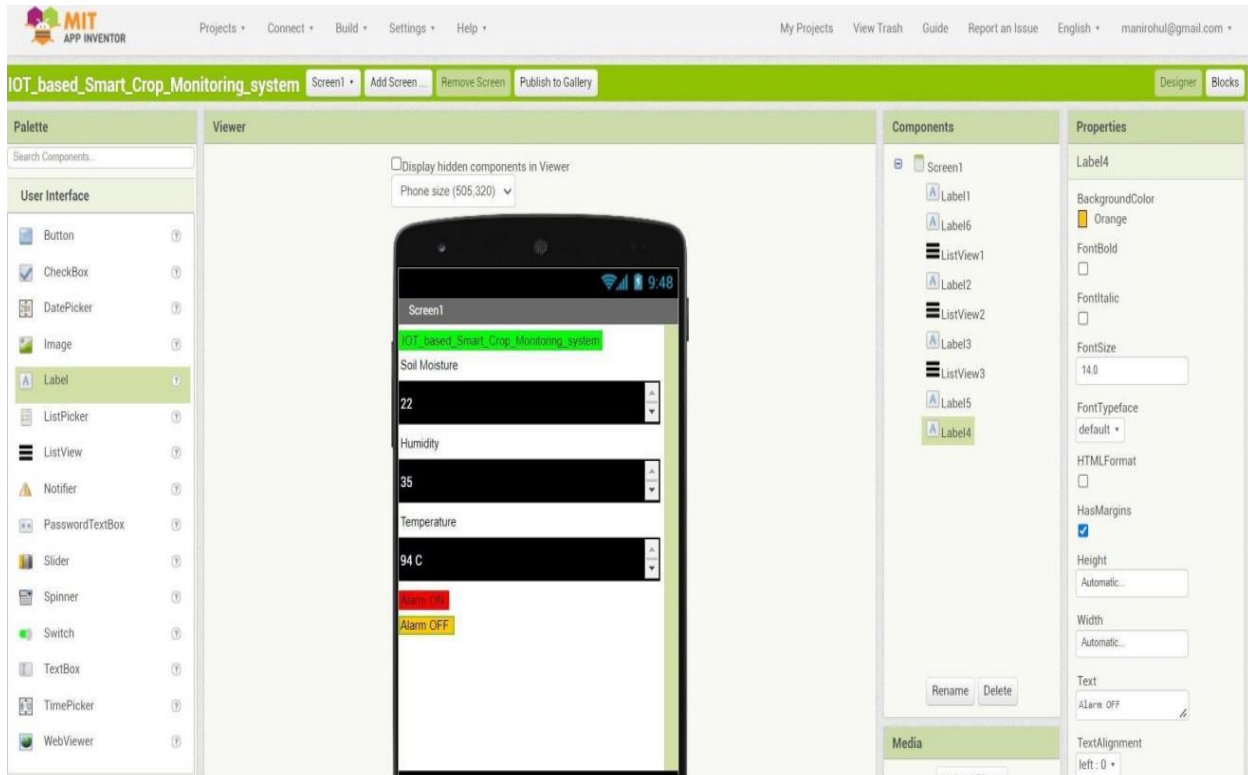 MIT
APP INVENTOR
Projects Connect Build Settings Help My Projects View Trash Guide Report an Issue English manirohul@gmail.com
IOT_based_Smart_Crop_Monitoring_system Screen1 Add Screen ... Remove Screen Publish to Gallery Designer Blocks
Palette
Search Components...
User Interface
Button
CheckBox
DatePicker
Image
Label
ListPicker
ListView
Notifier
PasswordTextBox
Slider
Spinner
Switch
TextBox
TimePicker
WebViewer
Viewer
Display hidden components in Viewer
Phone size (505,320)
9:48
Screen1
IOT_based_Smart_Crop_Monitoring_system
Soil Moisture
22
Humidity
35
Temperature
94 C
Alarm ON
Alarm OFF
Components
Screen1
Label1
Label6
ListView1
Label2
ListView2
Label3
ListView3
Label5
Label4
Rename Delete
Media
Properties
Label4
BackgroundColor
Orange
FontBold
FontItalic
FontSize
14.0
FontTypeface
default
HTMLFormat
HasMargins
Height
Automatic...
Width
Automatic...
Text
Alarm OFF
TextAlignment
left : 0